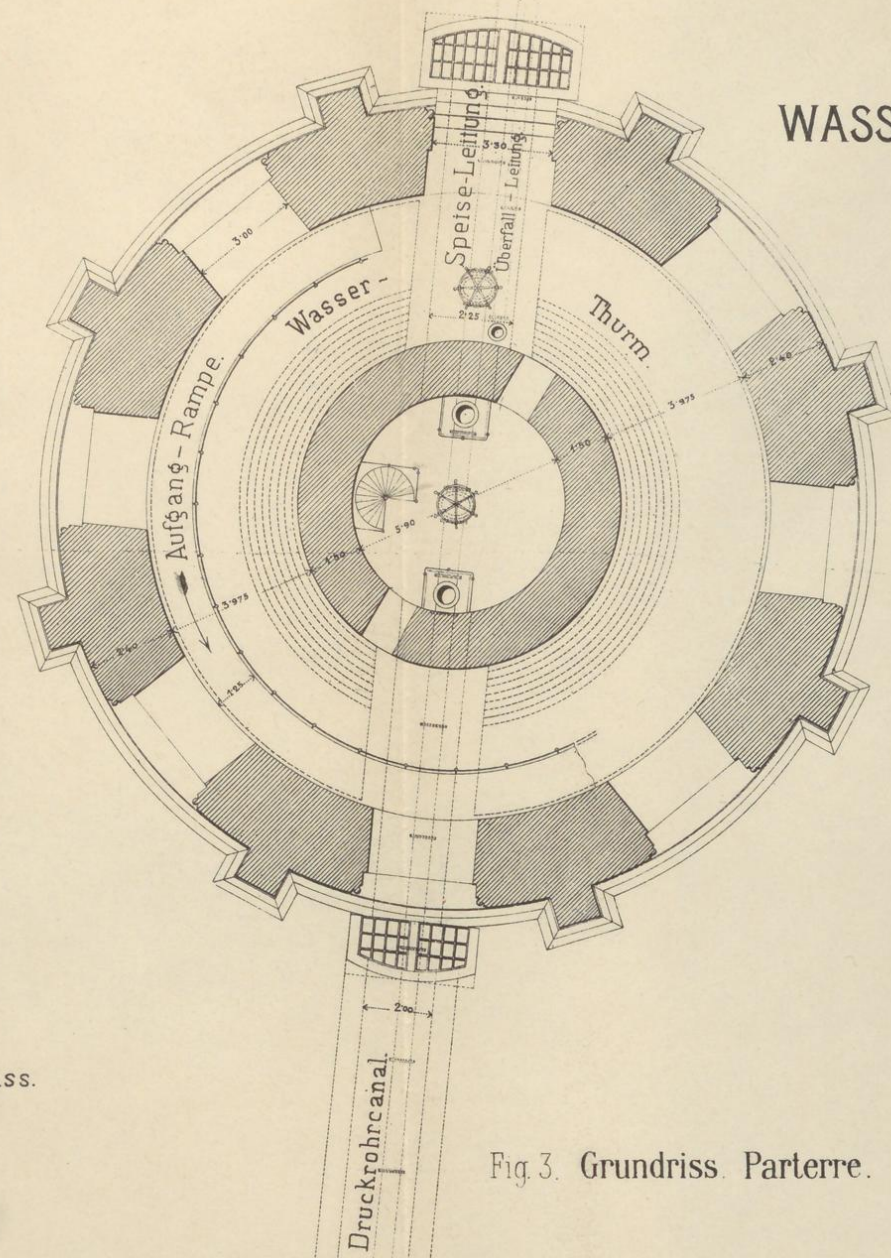 WASS
Speise-Leitung.
Überfall-Leitung
3·50
3·00
Wasser-
Thurm.
2·25
2·40
3·975
1·50
Aufgang-Rampe.
5·90
1·50
3·975
2·40
1·25
2·00
Druckrohrcanal.
ss.
Fig. 3. Grundriss Parterre.